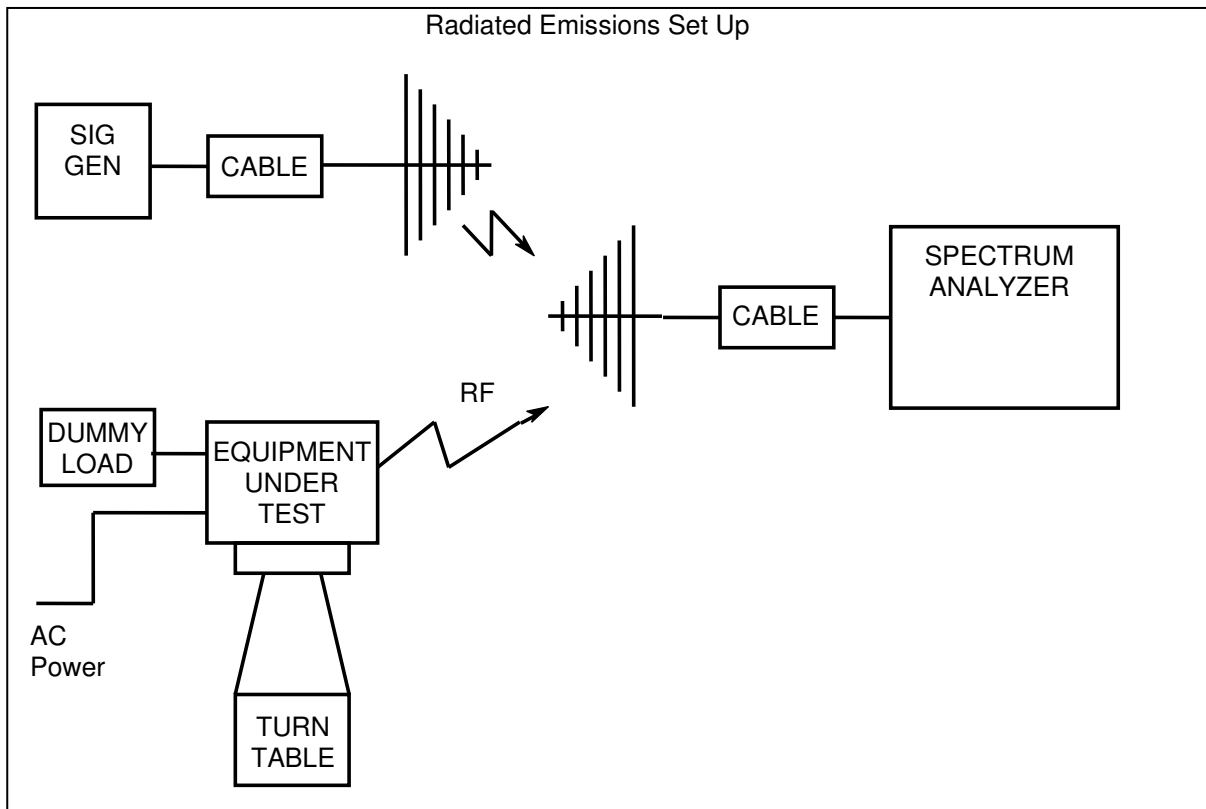 Radiated Emissions Set Up
SIG
GEN
CABLE
SPECTRUM
ANALYZER
CABLE
RF
DUMMY
LOAD
EQUIPMENT
UNDER
TEST
AC
Power
TURN
TABLE